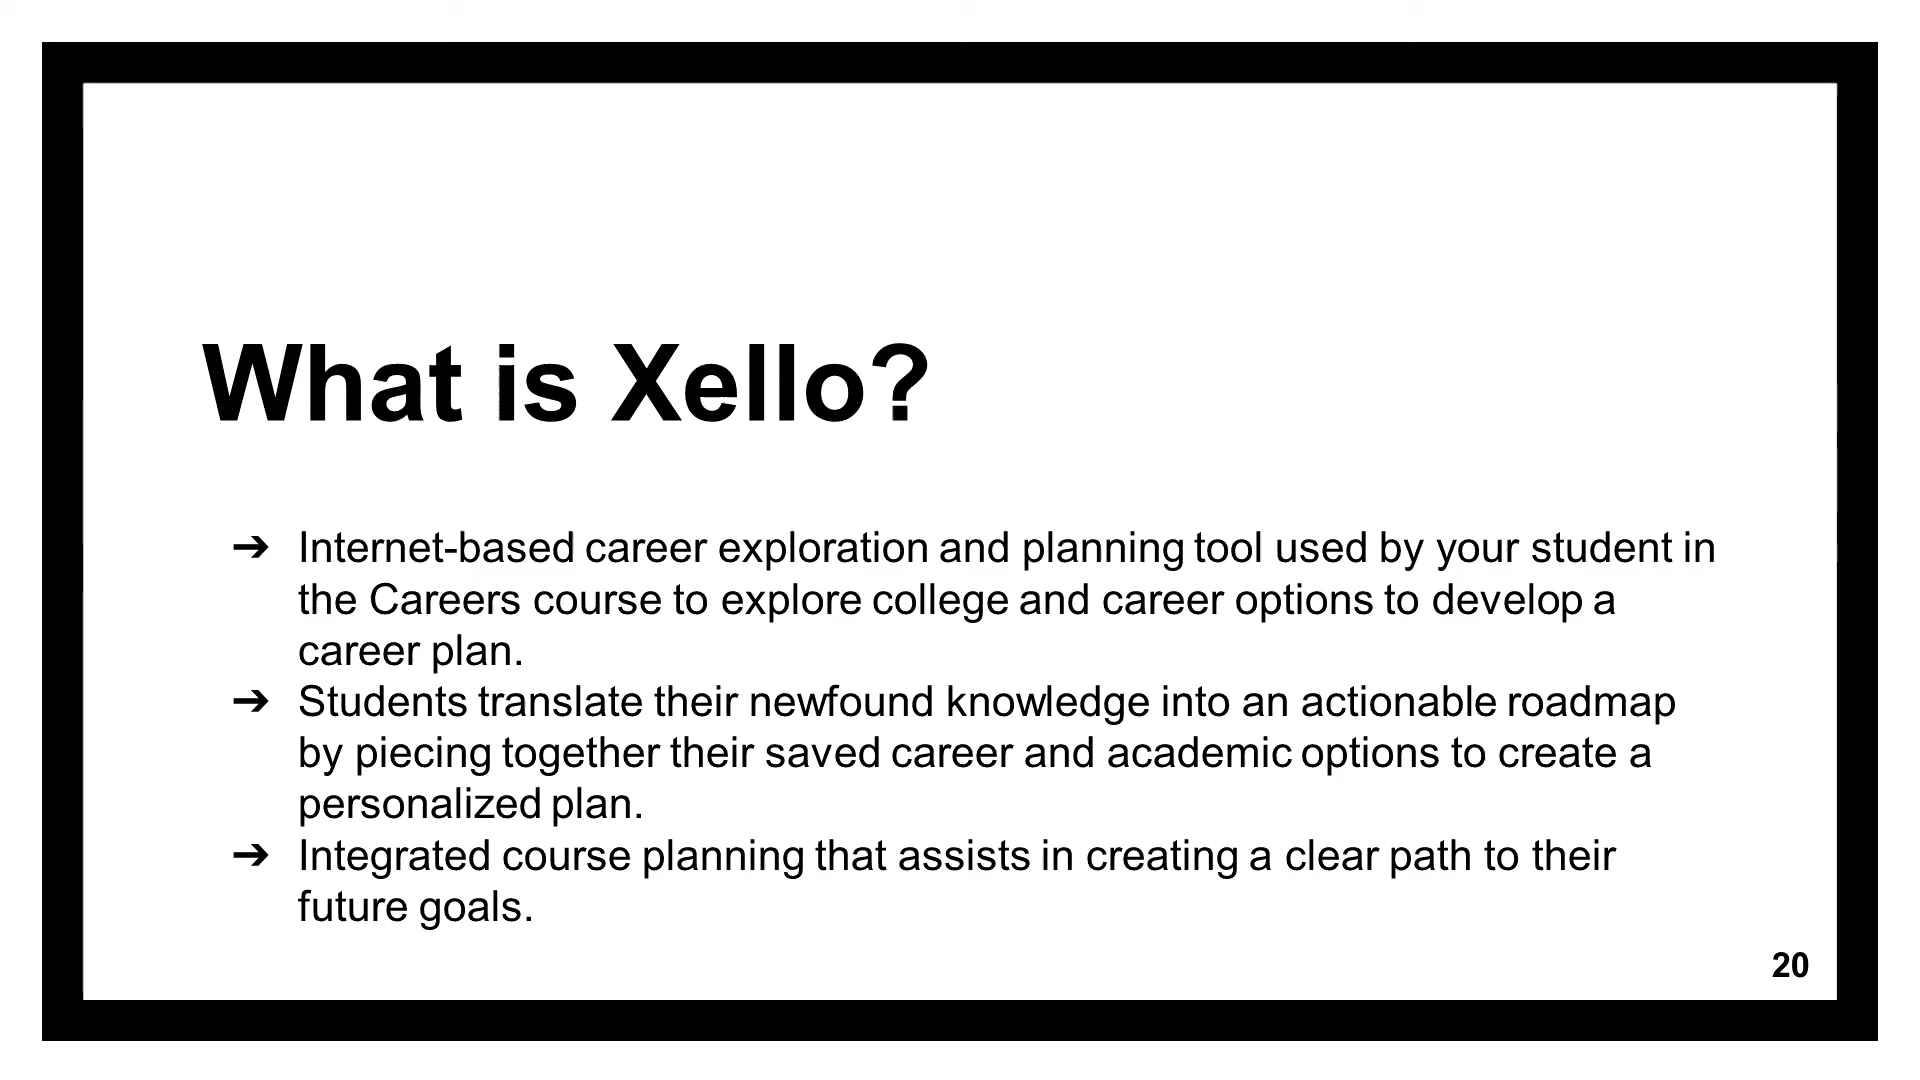 What is Xello?
➔ Internet-based career exploration and planning tool used by your student in
the Careers course to explore college and career options to develop a
career plan.
➔ Students translate their newfound knowledge into an actionable roadmap
by piecing together their saved career and academic options to create a
personalized plan.
➔ Integrated course planning that assists in creating a clear path to their
future goals.
20